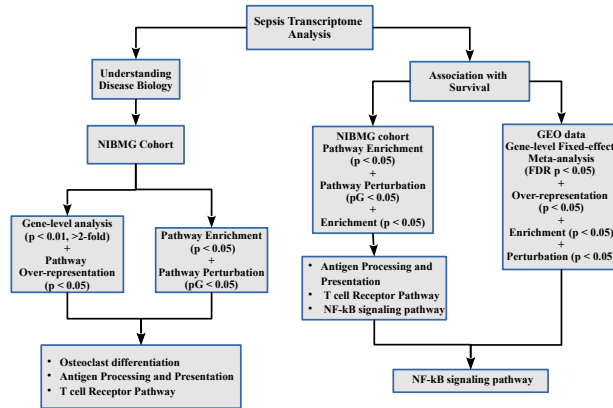 Sepsis Transcriptome
Analysis
Understanding
Disease Biology
Association with
Survival
NIBMG Cohort
NIBMG cohort
Pathway Enrichment
(p < 0.05)
+
Pathway Perturbation
(pG < 0.05)
+
Enrichment (p < 0.05)
GEO data
Gene-level Fixed-effect
Meta-analysis
(FDR p < 0.05)
+
Over-representation
(p < 0.05)
+
Enrichment (p < 0.05)
+
Perturbation (p < 0.05)
Gene-level analysis
(p < 0.01, >2-fold)
+
Pathway
Over-representation
(p < 0.05)
Pathway Enrichment
(p < 0.05)
+
Pathway Perturbation
(pG < 0.05)
• Antigen Processing and
Presentation
• T cell Receptor Pathway
• NF-kB signaling pathway
• Osteoclast differentiation
• Antigen Processing and Presentation
• T cell Receptor Pathway
NF-kB signaling pathway